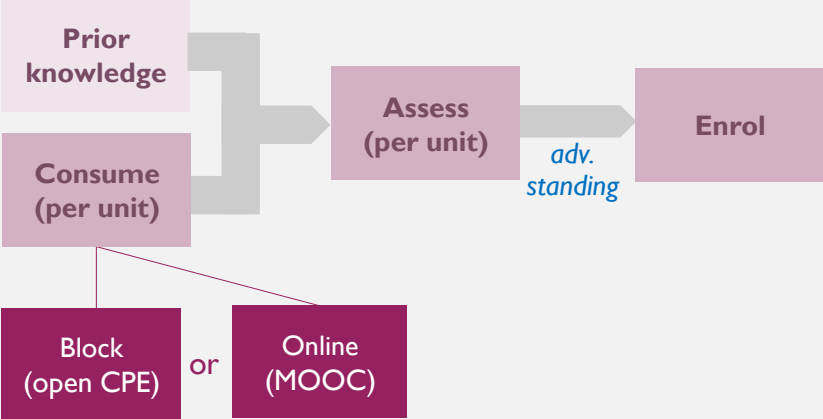 Prior
knowledge
Consume
(per unit)
Assess
(per unit)
adv.
standing
Enrol
Block
(open CPE)
or
Online
(MOOC)